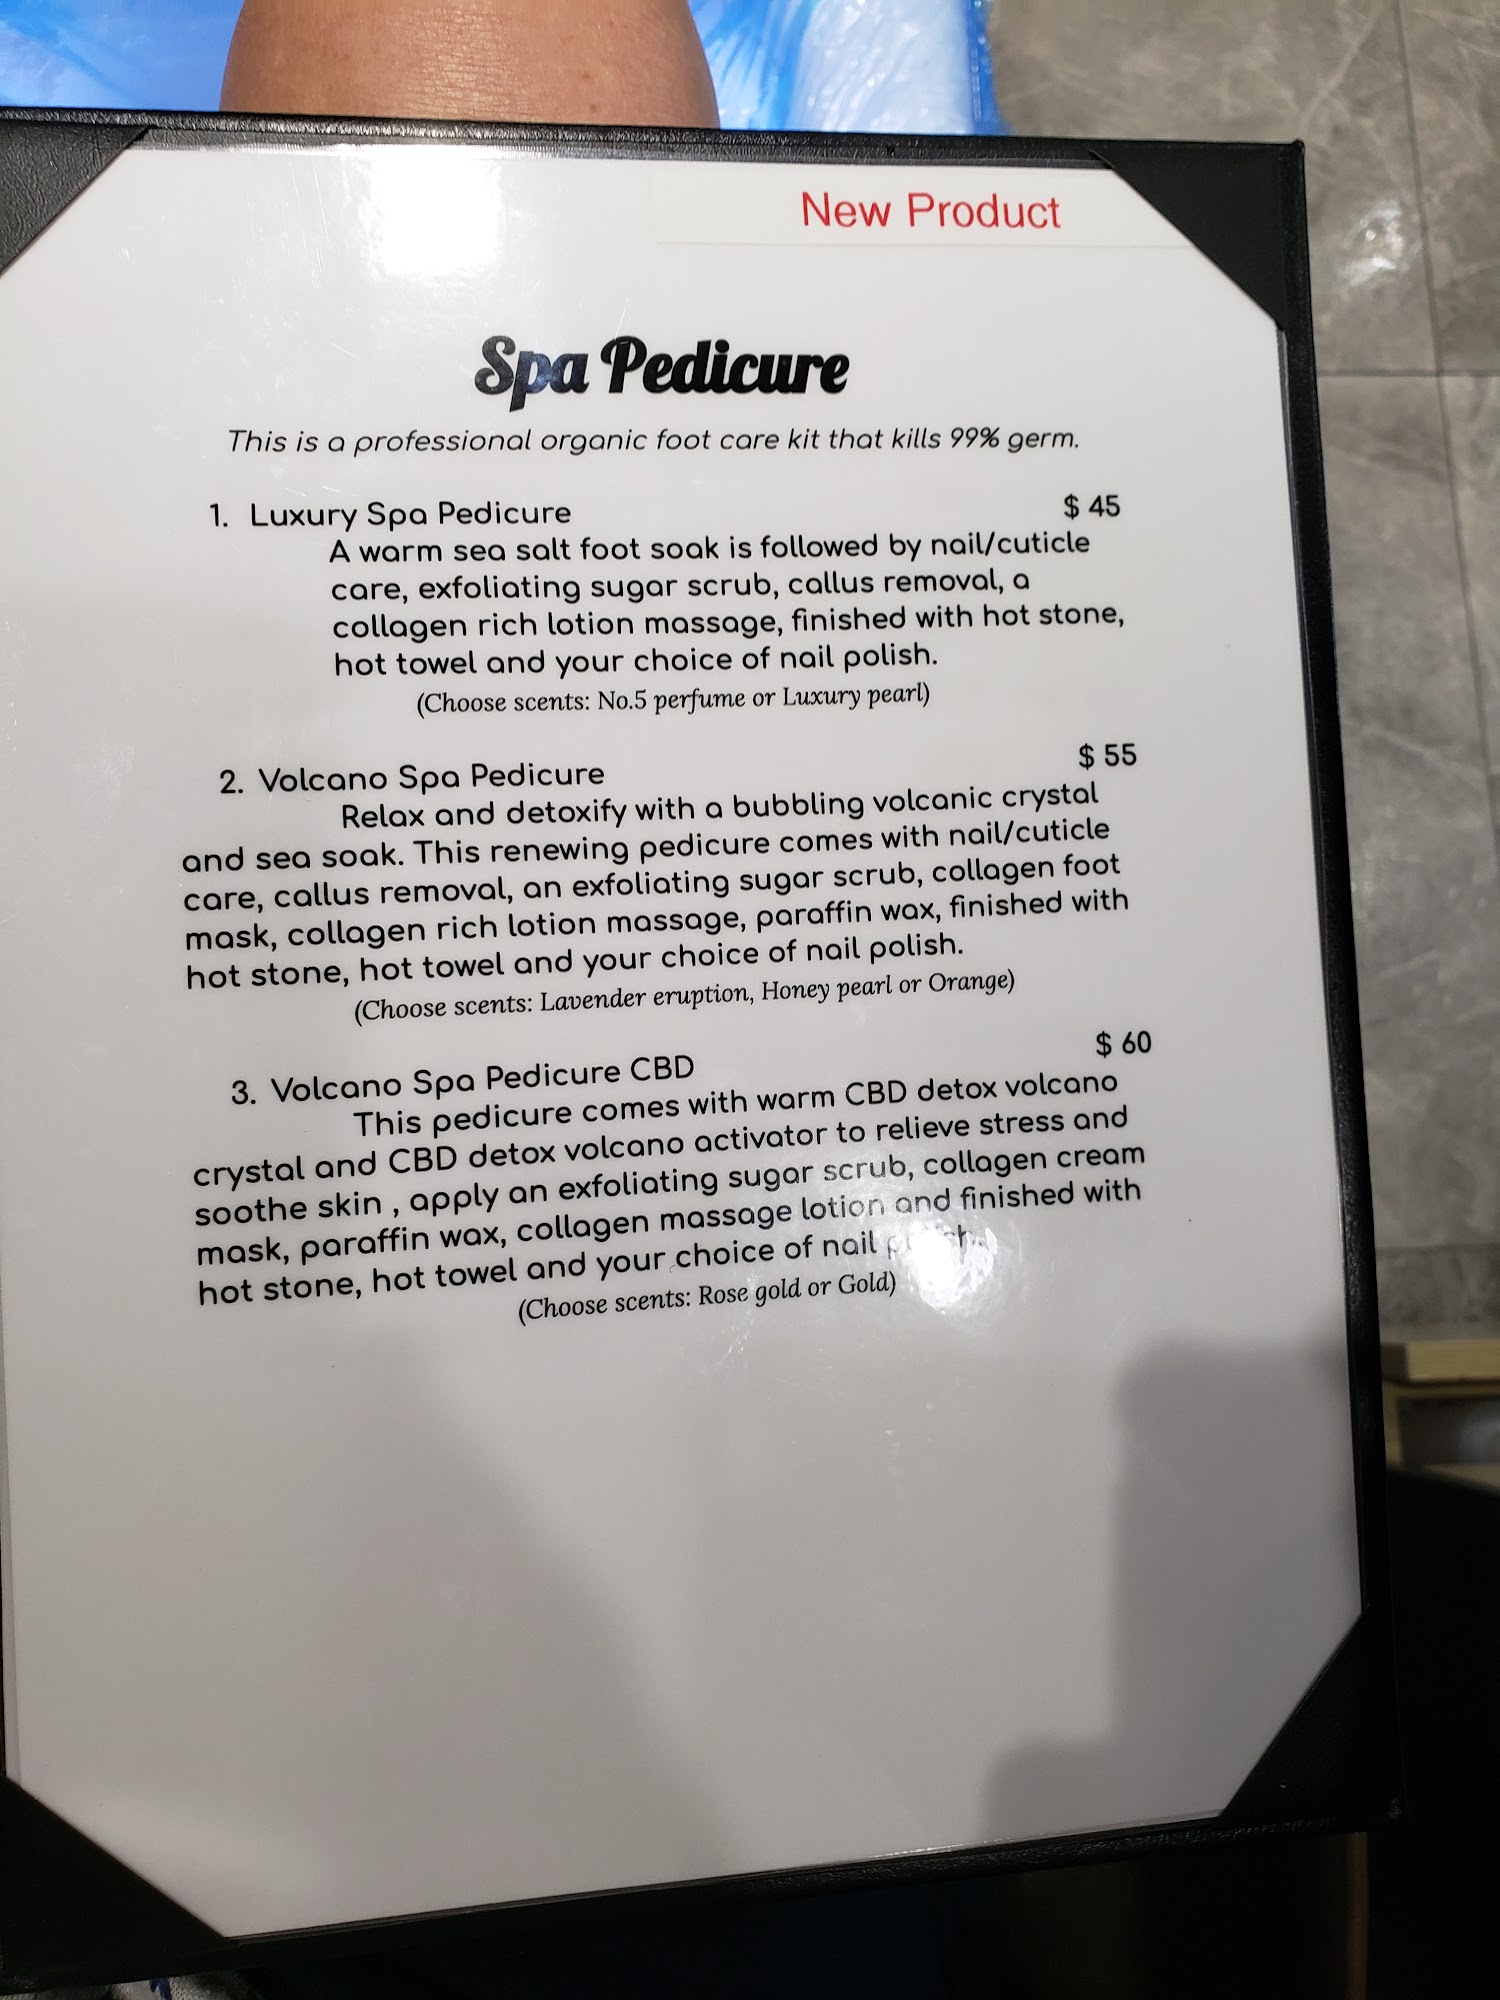 New Product
Spa Pedicure
This is a professional organic foot care kit that kills 99% germ.
1. Luxury Spa Pedicure $ 45
A warm sea salt foot soak is followed by nail/cuticle
care, exfoliating sugar scrub, callus removal, a
collagen rich lotion massage, finished with hot stone,
hot towel and your choice of nail polish.
(Choose scents: No.5 perfume or Luxury pearl)
2. Volcano Spa Pedicure $ 55
Relax and detoxify with a bubbling volcanic crystal
and sea soak. This renewing pedicure comes with nail/cuticle
care, callus removal, an exfoliating sugar scrub, collagen foot
mask, collagen rich lotion massage, paraffin wax, finished with
hot stone, hot towel and your choice of nail polish.
(Choose scents: Lavender eruption, Honey pearl or Orange)
3. Volcano Spa Pedicure CBD $ 60
This pedicure comes with warm CBD detox volcano
crystal and CBD detox volcano activator to relieve stress and
soothe skin , apply an exfoliating sugar scrub, collagen cream
mask, paraffin wax, collagen massage lotion and finished with
hot stone, hot towel and your choice of nail
(Choose scents: Rose gold or Gold)